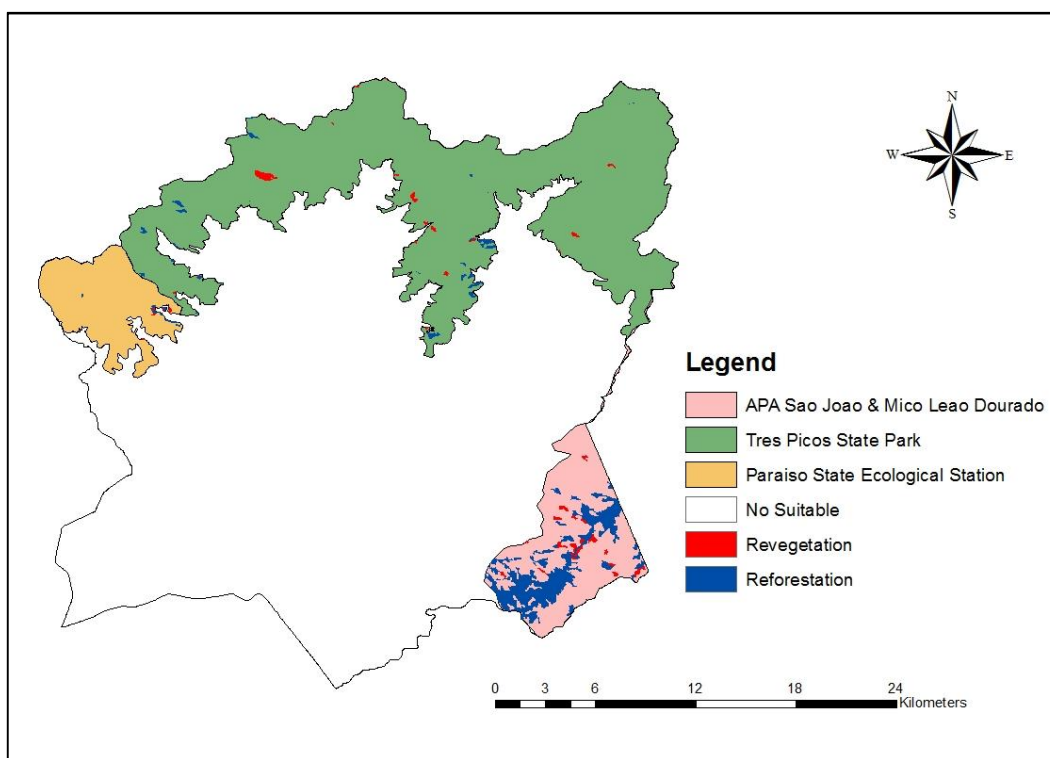 N
W E
S
Legend
APA Sao Joao & Mico Leao Dourado
Tres Picos State Park
Paraiso State Ecological Station
No Suitable
Revegetation
Reforestation
0 3 6 12 18 24
Kilometers